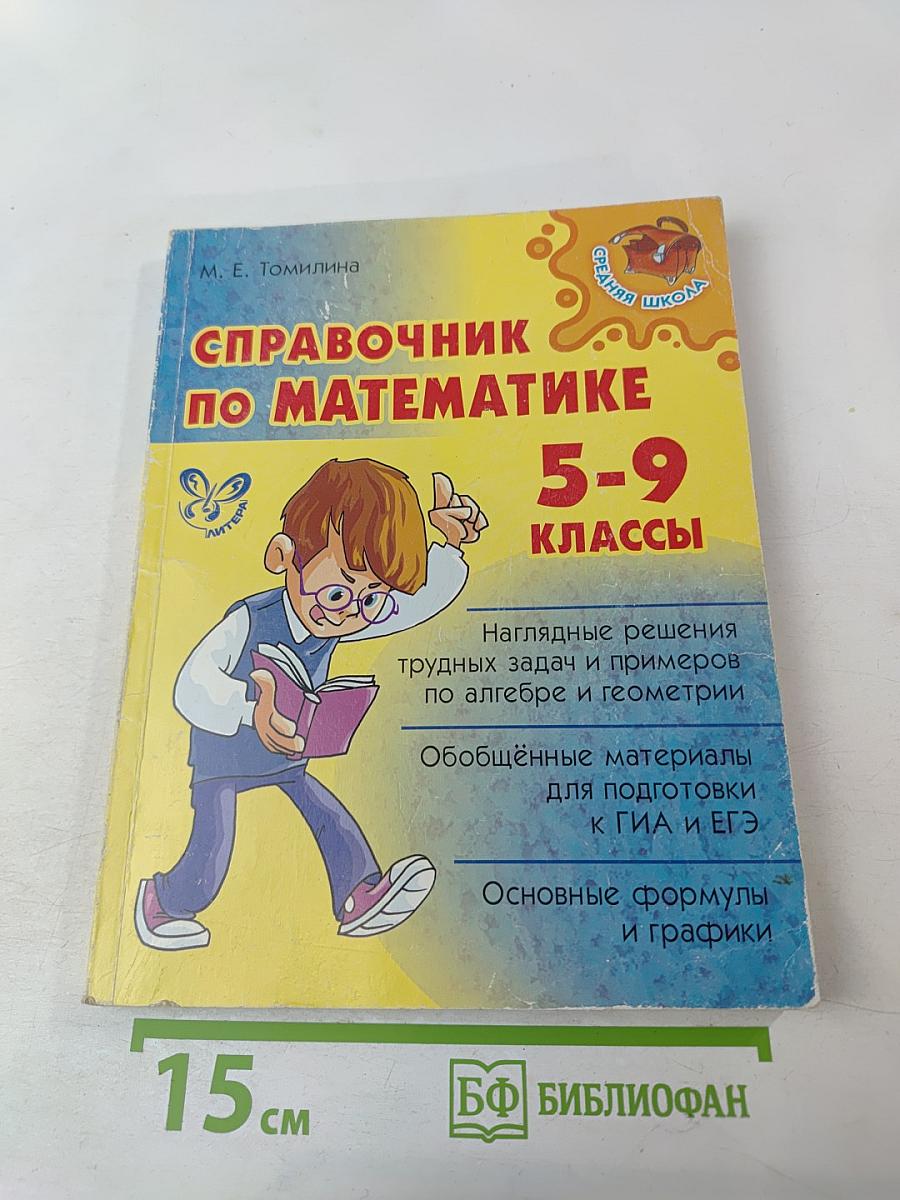 М. Е. Томилина
СРЕДНЯЯ ШКОЛА
СПРАВОЧНИК
ПО МАТЕМАТИКЕ
5-9
КЛАССЫ
ЛИТЕРА
Наглядные решения
трудных задач и примеров
по алгебре и геометрии
Обобщённые материалы
для подготовки
к ГИА и ЕГЭ
Основные формулы
и графики
15 см
БФ БИБЛИОФАН